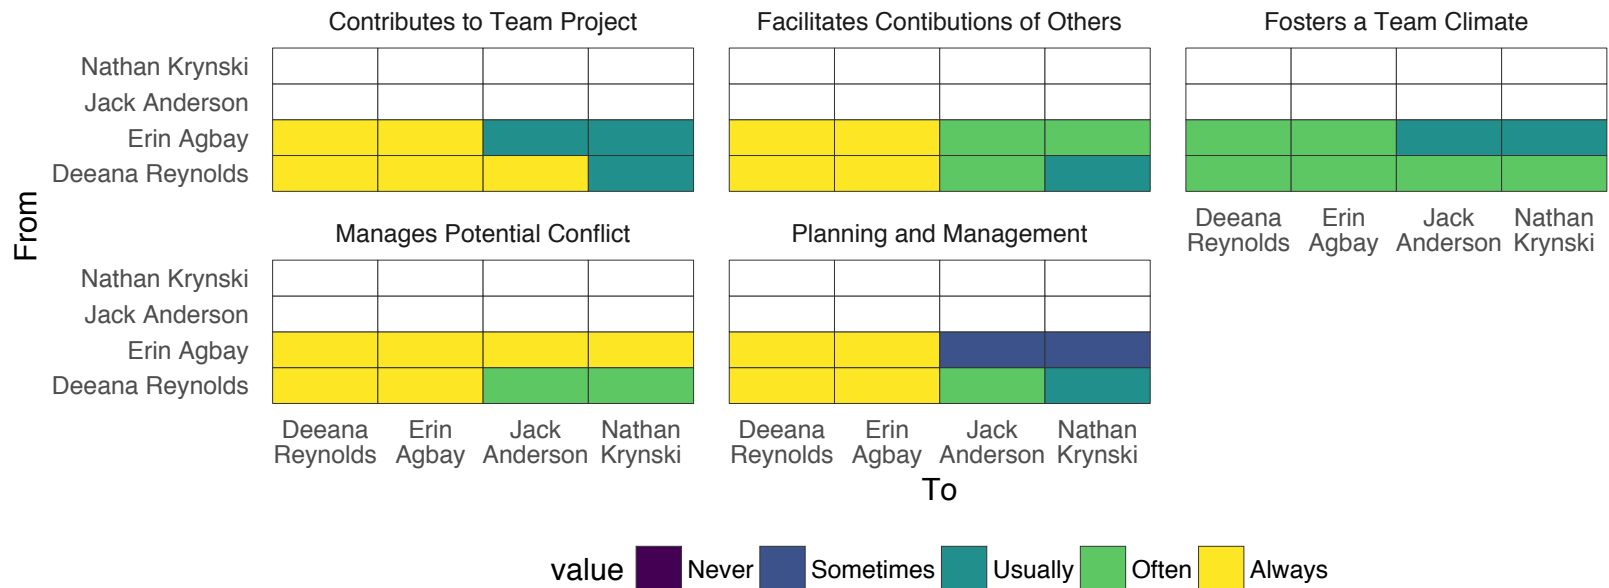 Contributes to Team Project
Facilitates Contibutions of Others
Fosters a Team Climate
Nathan Krynski
Jack Anderson
Erin Agbay
Deeana Reynolds
Deeana Erin Jack Nathan
Reynolds Agbay Anderson Krynski
From
Manages Potential Conflict
Planning and Management
Nathan Krynski
Jack Anderson
Erin Agbay
Deeana Reynolds
Deeana Erin Jack Nathan
Reynolds Agbay Anderson Krynski
Deeana Erin Jack Nathan
Reynolds Agbay Anderson Krynski
To
value Never Sometimes Usually Often Always